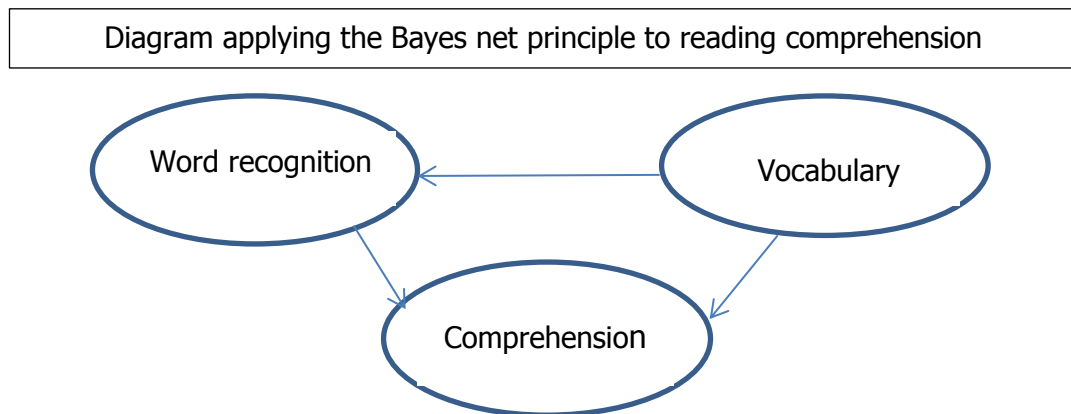 Diagram applying the Bayes net principle to reading comprehension
Word recognition
Vocabulary
Comprehension